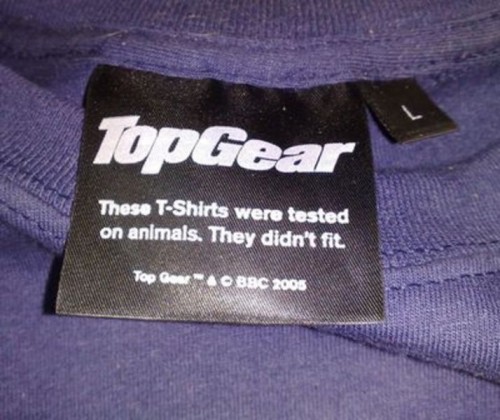 TopGear
L
These T-Shirts were tested
on animals. They didn't fit.
Top Gear ™ & © BBC 2005